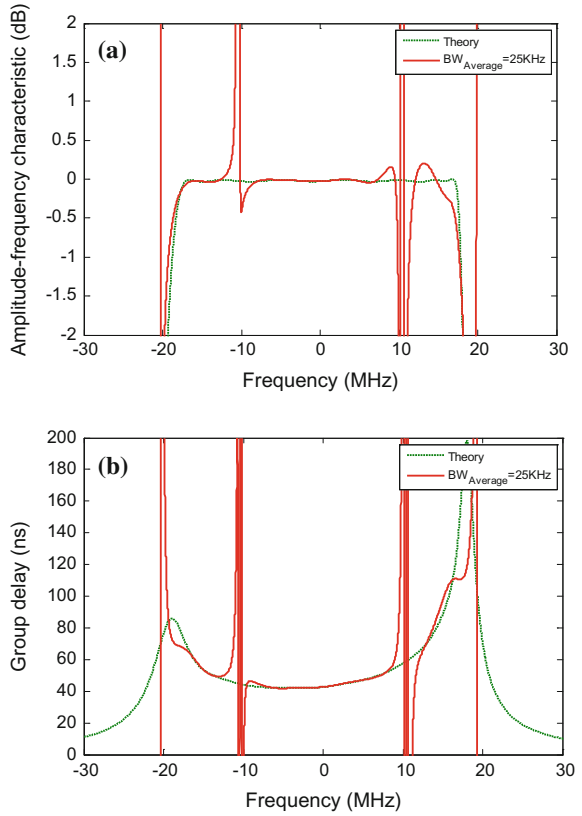 (a)
Amplitude-frequency characteristic (dB)
2
1.5
1
0.5
0
-0.5
-1
-1.5
-2
Theory
BWAverage=25KHz
-30 -20 -10 0 10 20 30
Frequency (MHz)
(b)
Group delay (ns)
200
180
160
140
120
100
80
60
40
20
0
Theory
BWAverage=25KHz
-30 -20 -10 0 10 20 30
Frequency (MHz)